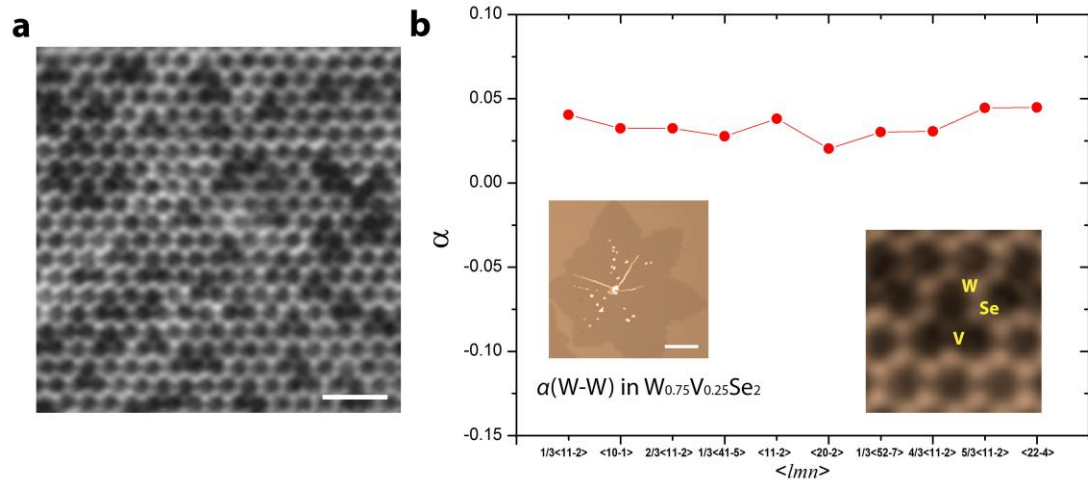 a
b
0.10
0.05
0.00
-0.05
-0.10
-0.15
α
W
Se
V
α(W-W) in W0.75V0.25Se2
1/3<11-2> <10-1> 2/3<11-2> 1/3<41-5> <11-2> <20-2> 1/3<52-7> 4/3<11-2> 5/3<11-2> <22-4>
<lmn>